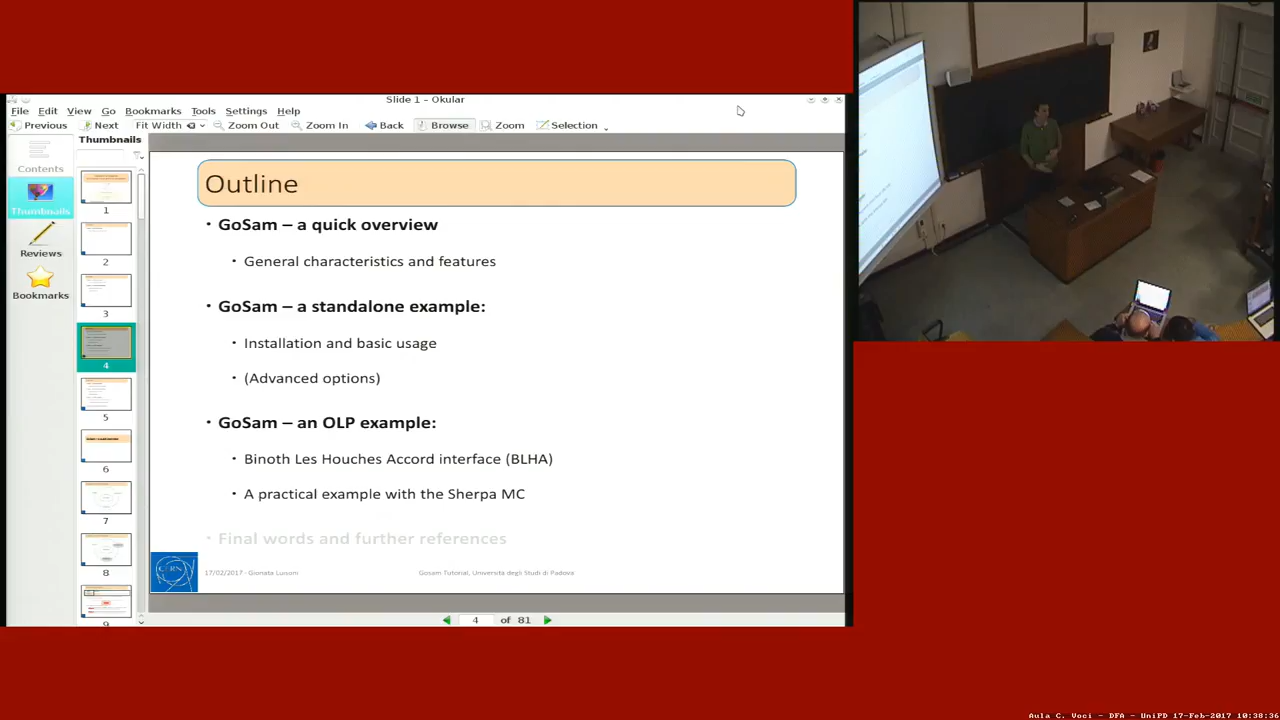 Slide 1 - Okular
File Edit View Go Bookmarks Tools Settings Help
Previous Next Fit Width Zoom Out Zoom In Back Browse Zoom Selection
Contents
Thumbnails
Reviews
Bookmarks
Thumbnails
1
2
3
4
5
6
7
8
9
Outline
• GoSam – a quick overview
• General characteristics and features
• GoSam – a standalone example:
• Installation and basic usage
• (Advanced options)
• GoSam – an OLP example:
• Binoth Les Houches Accord interface (BLHA)
• A practical example with the Sherpa MC
• Final words and further references
CERN
17/02/2017 - Gionata Luisoni
Gosam Tutorial, Università degli Studi di Padova
4 of 81
Aula C. Voci - DFA - UniPD 17-Feb-2017 10:38:36